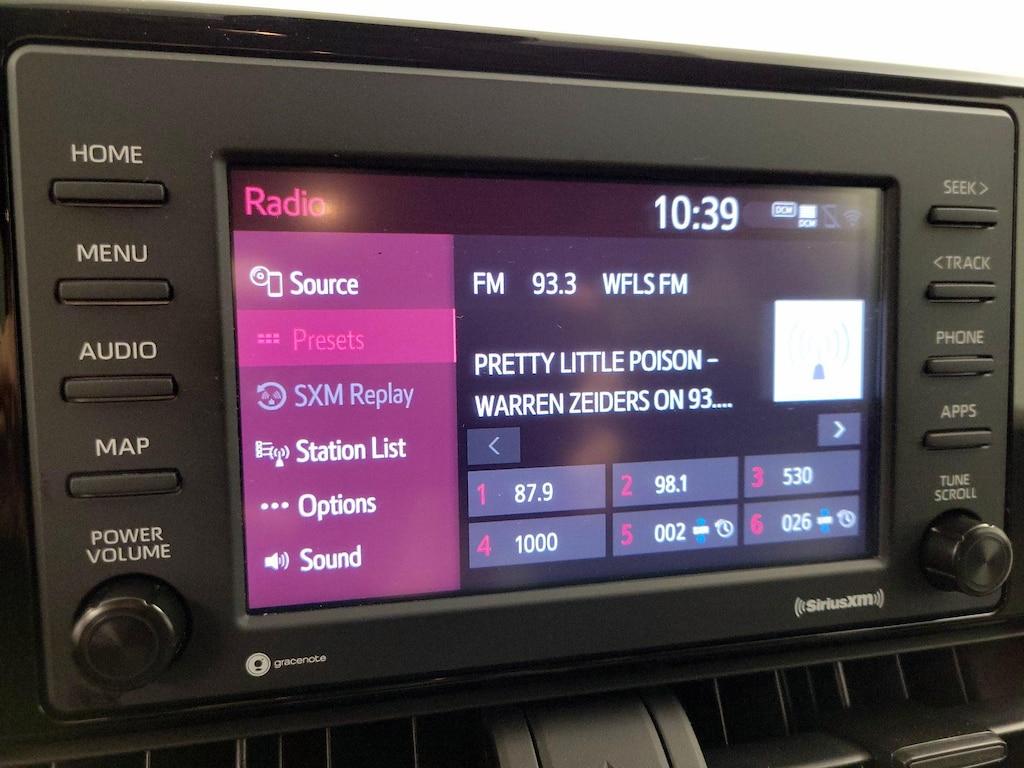 HOME
MENU
AUDIO
MAP
POWER
VOLUME
Radio
10:39
DCM
DCM
Source
Presets
SXM Replay
Station List
Options
Sound
FM 93.3 WFLS FM
PRETTY LITTLE POISON –
WARREN ZEIDERS ON 93....
< >
1 87.9 2 98.1 3 530
4 1000 5 002 6 026
SEEK >
< TRACK
PHONE
APPS
TUNE
SCROLL
gracenote
((SiriusXM))